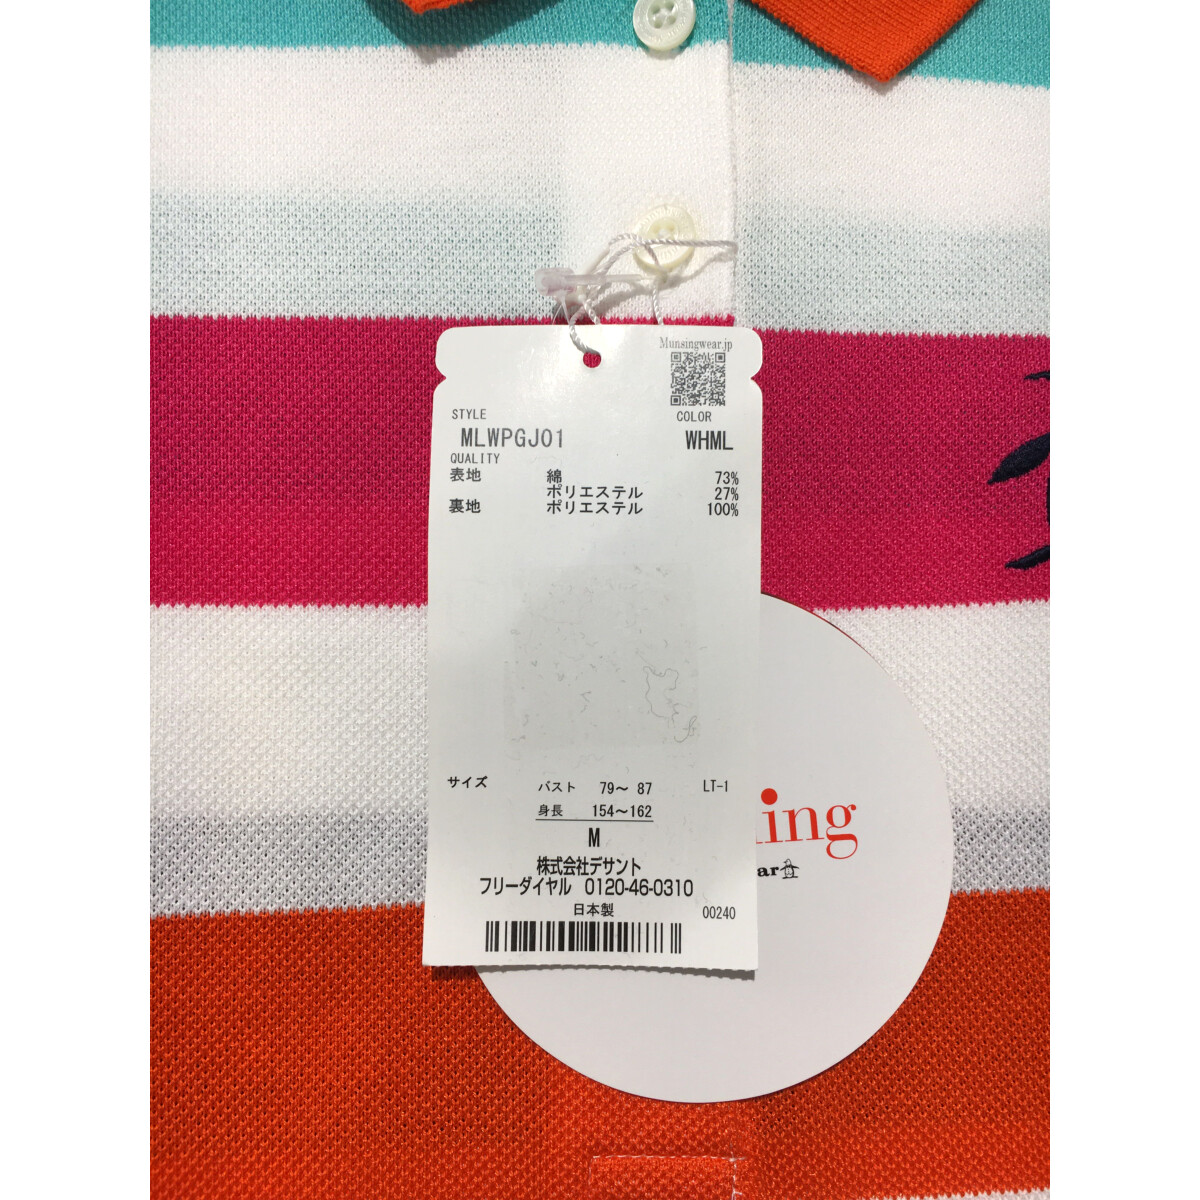 Munsingwear.jp
STYLE COLOR
MLWPGJ01 WHML
QUALITY
表地 綿 73%
ポリエステル 27%
裏地 ポリエステル 100%
サイズ バスト 79～ 87 LT-1
身長 154～162
M
株式会社デサント
フリーダイヤル 0120-46-0310
日本製 00240
ing
ar